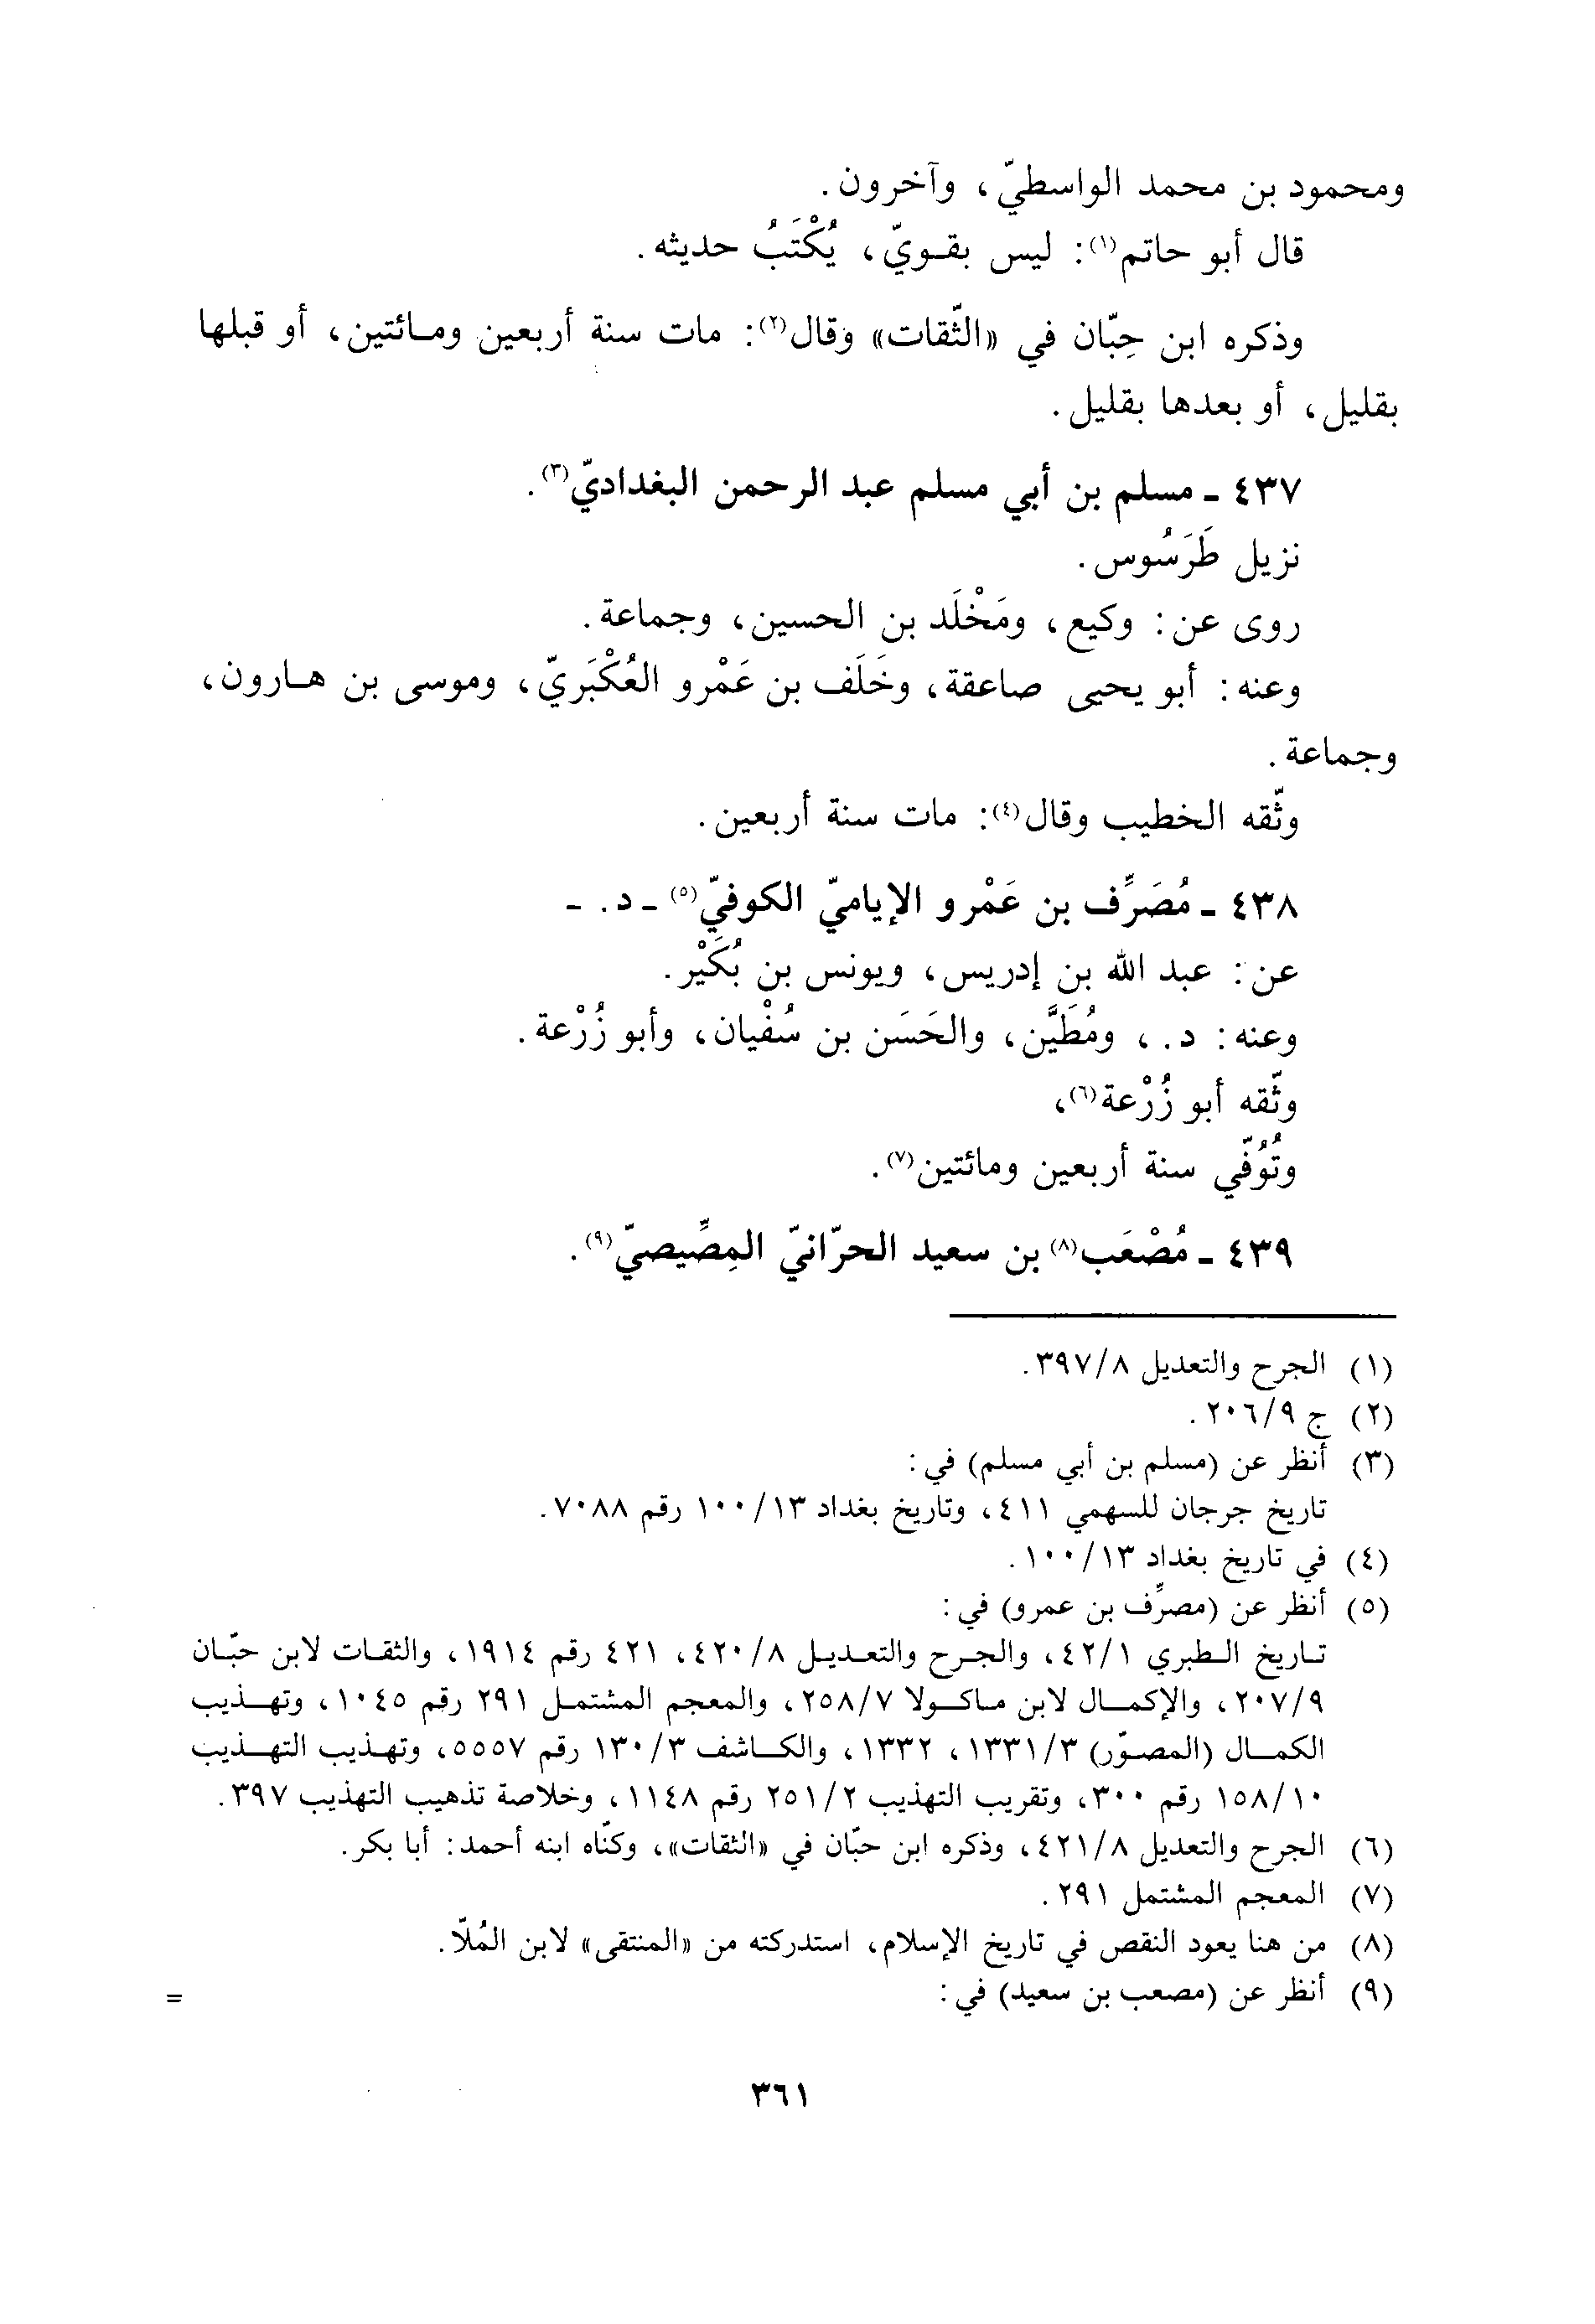 ومحمود بن محمد الواسطيّ، وآخرون.
قال أبو حاتم(١): ليس بقويّ، يُكْتَبُ حديثه.
وذكره ابن حِبّان في «الثّقات» وقال(٢): مات سنة أربعين ومائتين، أو قبلها
بقليل، أو بعدها بقليل.
٤٣٧ - مسلم بن أبي مسلم عبد الرحمن البغداديّ(٣).
نزيل طَرَسُوس.
روى عن: وكيع، ومَخْلَد بن الحسين، وجماعة.
وعنه: أبو يحيى صاعقة، وخَلَف بن عَمْرو العُكْبَريّ، وموسى بن هارون،
وجماعة.
وثّقه الخطيب وقال(٤): مات سنة أربعين.
٤٣٨ - مُصَرِّف بن عَمْرو الإياميّ الكوفيّ(٥) - د. -
عن: عبد الله بن إدريس، ويونس بن بُكَيْر.
وعنه: د.، ومُطَيَّن، والحَسَن بن سُفْيان، وأبو زُرْعة.
وثّقه أبو زُرْعة(٦)،
وتُوُفّي سنة أربعين ومائتين(٧).
٤٣٩ - مُصْعَب(٨) بن سعيد الحرّانيّ المِصِّيصيّ(٩).
(١) الجرح والتعديل ٣٩٧/٨.
(٢) ج ٢٠٦/٩.
(٣) أنظر عن (مسلم بن أبي مسلم) في:
تاريخ جرجان للسهمي ٤١١، وتاريخ بغداد ١٠٠/١٣ رقم ٧٠٨٨.
(٤) في تاريخ بغداد ١٠٠/١٣.
(٥) أنظر عن (مصرِّف بن عمرو) في:
تاريخ الطبري ٤٢/١، والجرح والتعديل ٤٢٠/٨، ٤٢١ رقم ١٩١٤، والثقات لابن حبّان
٢٠٧/٩، والإكمال لابن ماكولا ٢٥٨/٧، والمعجم المشتمل ٢٩١ رقم ١٠٤٥، وتهذيب
الكمال (المصوّر) ١٣٣١/٣، ١٣٣٢، والكاشف ١٣٠/٣ رقم ٥٥٥٧، وتهذيب التهذيب
١٥٨/١٠ رقم ٣٠٠، وتقريب التهذيب ٢٥١/٢ رقم ١١٤٨، وخلاصة تذهيب التهذيب ٣٩٧.
(٦) الجرح والتعديل ٤٢١/٨، وذكره ابن حبّان في «الثقات»، وكنّاه ابنه أحمد: أبا بكر.
(٧) المعجم المشتمل ٢٩١.
(٨) من هنا يعود النقص في تاريخ الإسلام، استدركته من «المنتقى» لابن المُلّا.
(٩) أنظر عن (مصعب بن سعيد) في: =
٣٦١